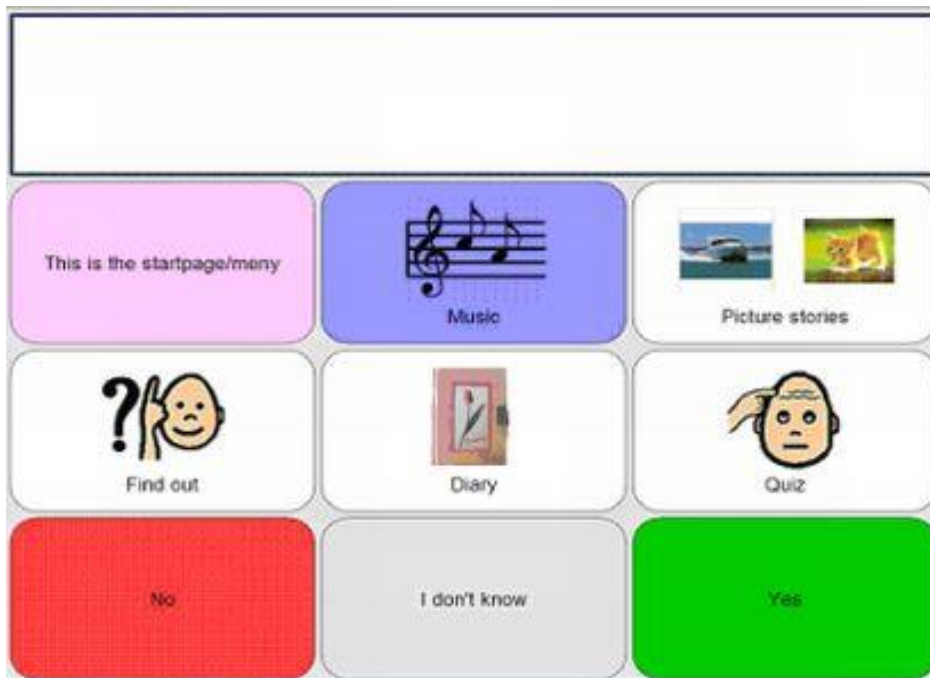 This is the startpage/meny
Music
Picture stories
Find out
Diary
Quiz
No
I don't know
Yes